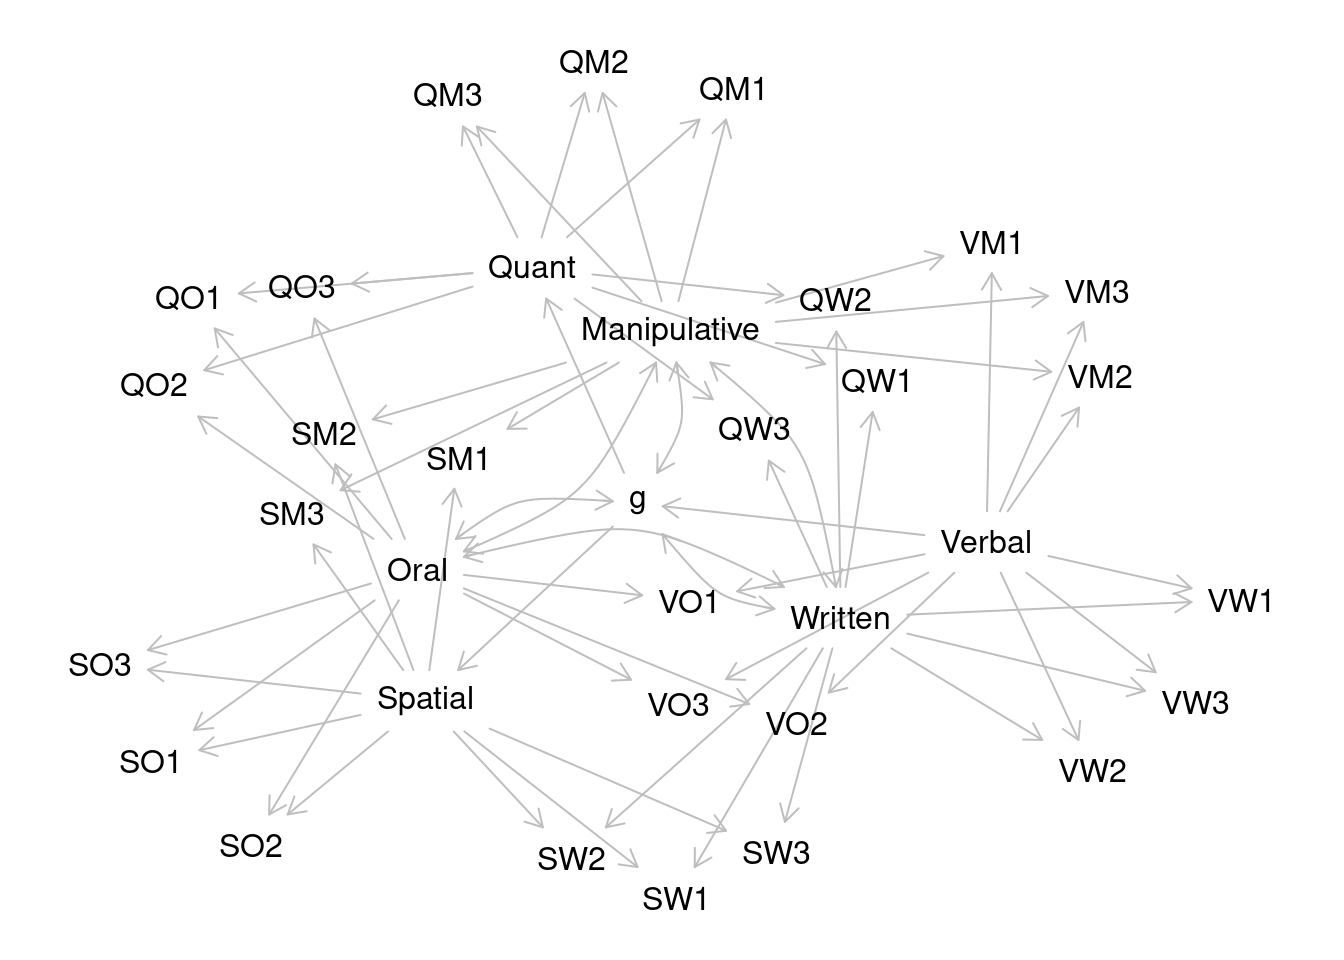 QM2
QM1
QM3
VM1
Quant
QO3
VM3
QO1
QW2
Manipulative
VM2
QW1
QO2
QW3
SM2
SM1
g
SM3
Verbal
Oral
VO1
VW1
Written
SO3
Spatial
VW3
VO3
VO2
SO1
VW2
SO2
SW3
SW2
SW1